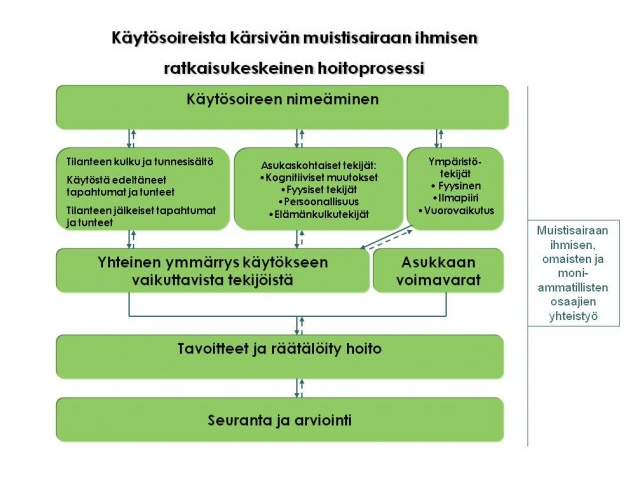 Käytösoireista kärsivän muistisairaan ihmisen
ratkaisukeskeinen hoitoprosessi
Käytösoireen nimeäminen
Tilanteen kulku ja tunnesisältö
Käytöstä edeltäneet
tapahtumat ja tunteet
Tilanteen jälkeiset tapahtumat
ja tunteet
Asukaskohtaiset tekijät:
•Kognitiiviset muutokset
•Fyysiset tekijät
•Persoonallisuus
•Elämänkulkutekijät
Ympäristö-
tekijät
• Fyysinen
•Ilmapiiri
•Vuorovaikutus
Yhteinen ymmärrys käytökseen
vaikuttavista tekijöistä
Asukkaan
voimavarat
Tavoitteet ja räätälöity hoito
Seuranta ja arviointi
Muistisairaan
ihmisen,
omaisten ja
moni-
ammatillisten
osaajien
yhteistyö